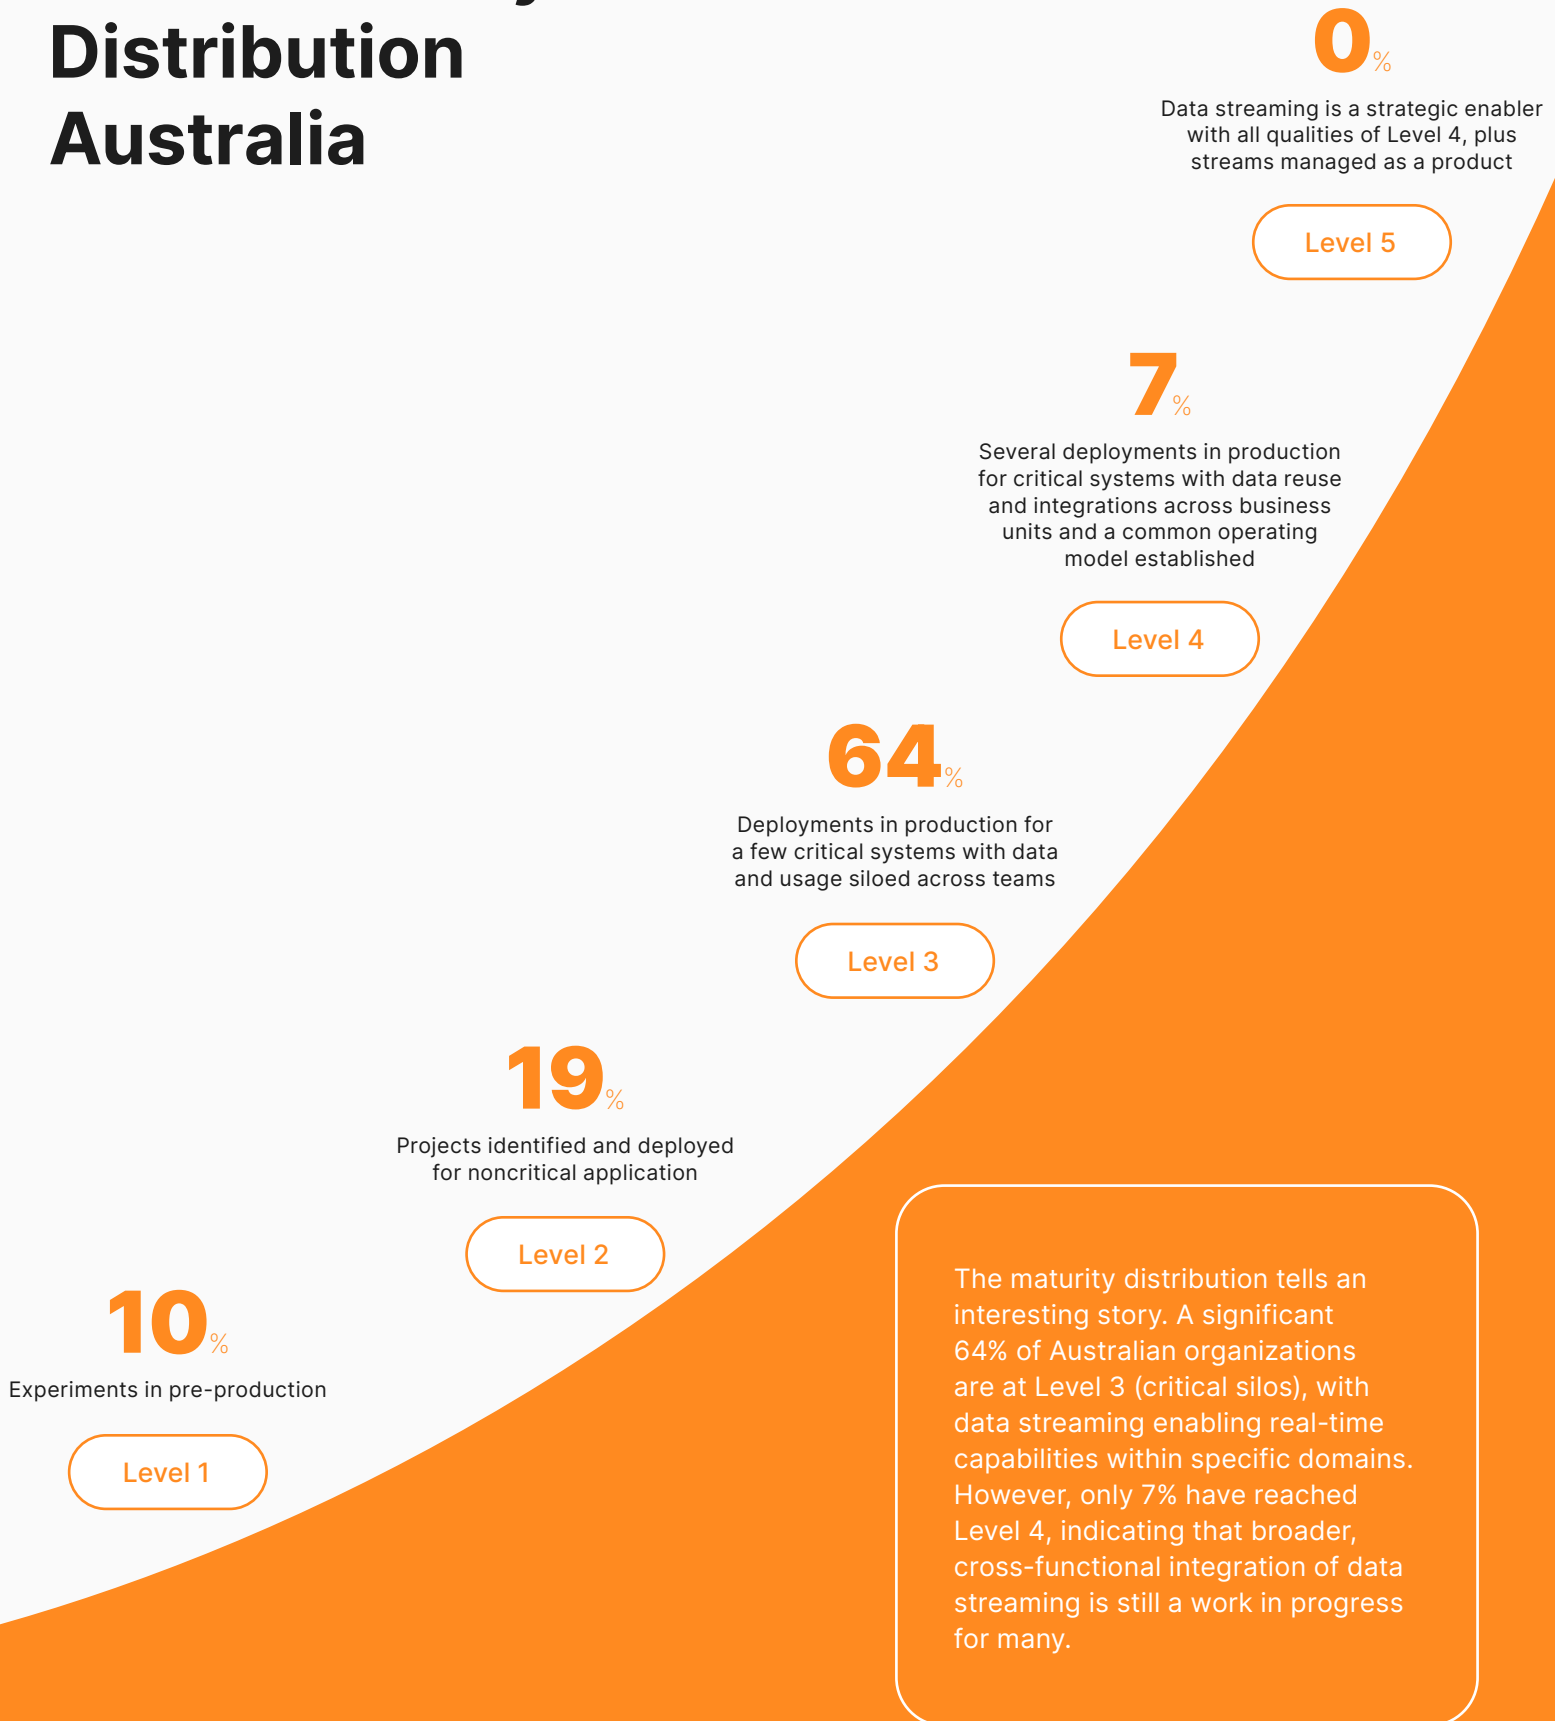 Distribution
Australia
0%
Data streaming is a strategic enabler
with all qualities of Level 4, plus
streams managed as a product
Level 5
7%
Several deployments in production
for critical systems with data reuse
and integrations across business
units and a common operating
model established
Level 4
64%
Deployments in production for
a few critical systems with data
and usage siloed across teams
Level 3
19%
Projects identified and deployed
for noncritical application
Level 2
10%
Experiments in pre-production
Level 1
The maturity distribution tells an
interesting story. A significant
64% of Australian organizations
are at Level 3 (critical silos), with
data streaming enabling real-time
capabilities within specific domains.
However, only 7% have reached
Level 4, indicating that broader,
cross-functional integration of data
streaming is still a work in progress
for many.